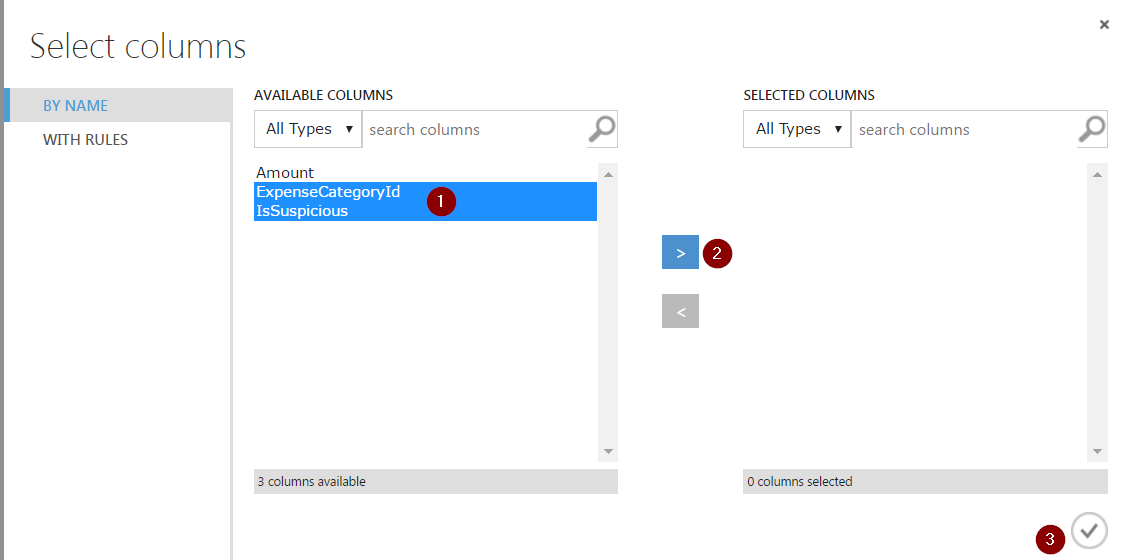 Select columns
BY NAME
WITH RULES
AVAILABLE COLUMNS
All Types
search columns
Amount
ExpenseCategoryId
IsSuspicious
1
3 columns available
>
2
<
SELECTED COLUMNS
All Types
search columns
0 columns selected
3